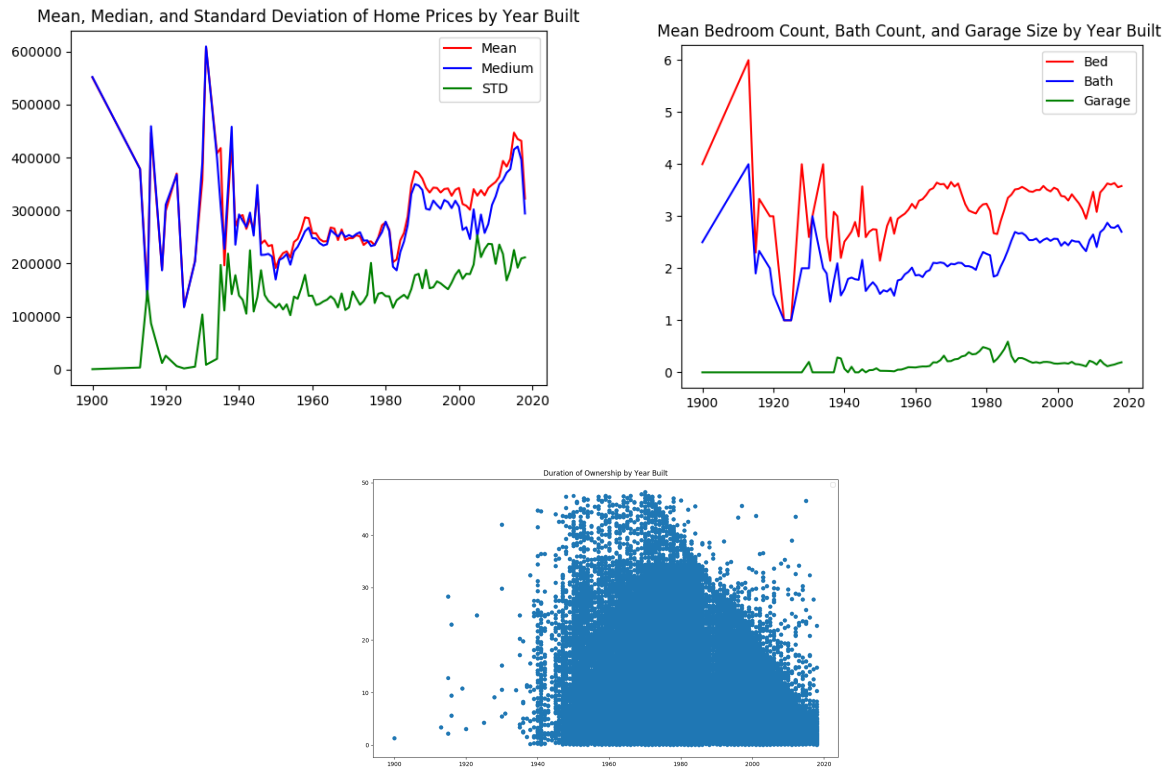 Mean, Median, and Standard Deviation of Home Prices by Year Built
Mean
Medium
STD
600000
500000
400000
300000
200000
100000
0
1900 1920 1940 1960 1980 2000 2020
Mean Bedroom Count, Bath Count, and Garage Size by Year Built
Bed
Bath
Garage
6
5
4
3
2
1
0
1900 1920 1940 1960 1980 2000 2020
Duration of Ownership by Year Built
50
40
30
20
10
0
1900 1920 1940 1960 1980 2000 2020